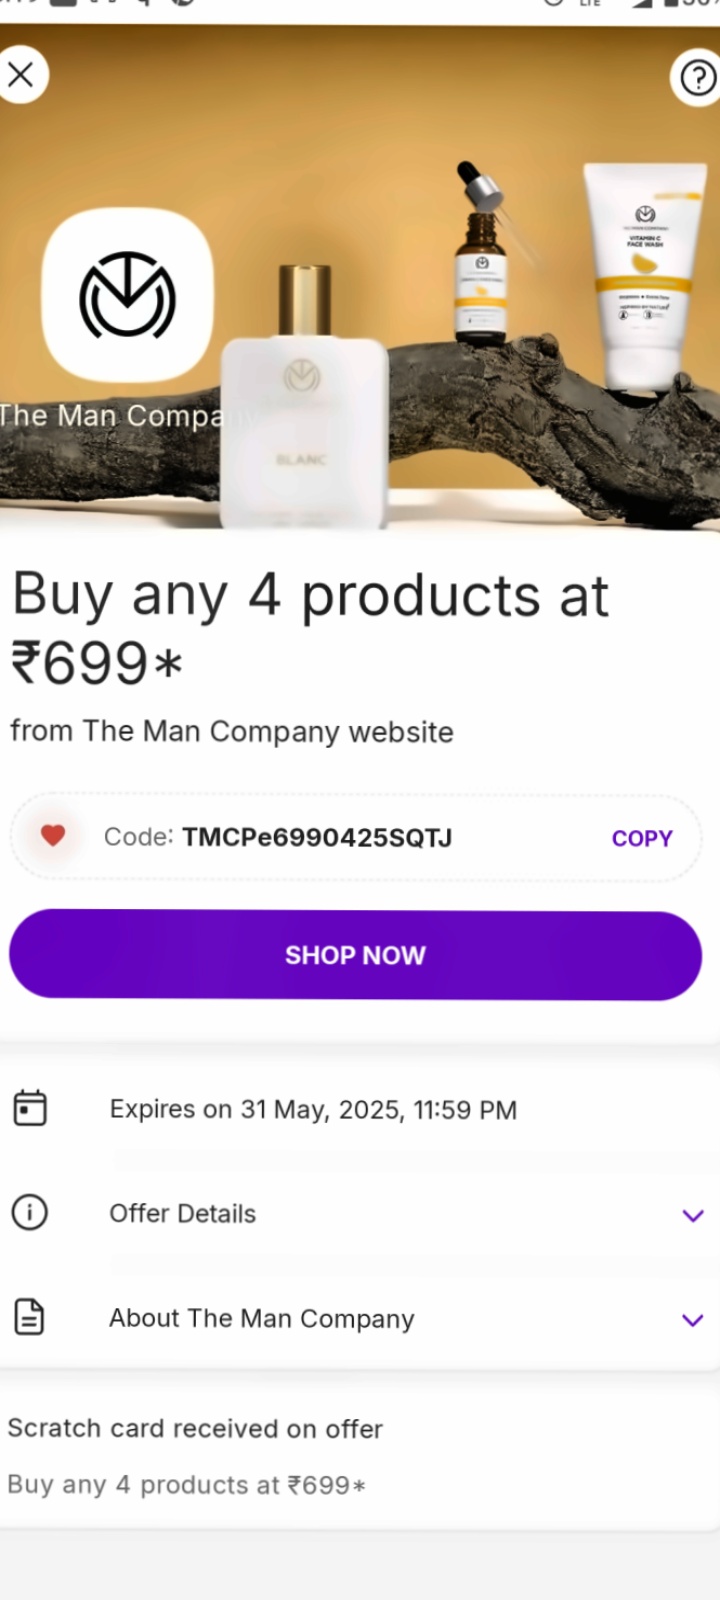 LTE
The Man Company
BLANC
VITAMIN C
FACE WASH
Buy any 4 products at
₹699*
from The Man Company website
Code: TMCPe6990425SQTJ
COPY
SHOP NOW
Expires on 31 May, 2025, 11:59 PM
Offer Details
About The Man Company
Scratch card received on offer
Buy any 4 products at ₹699*